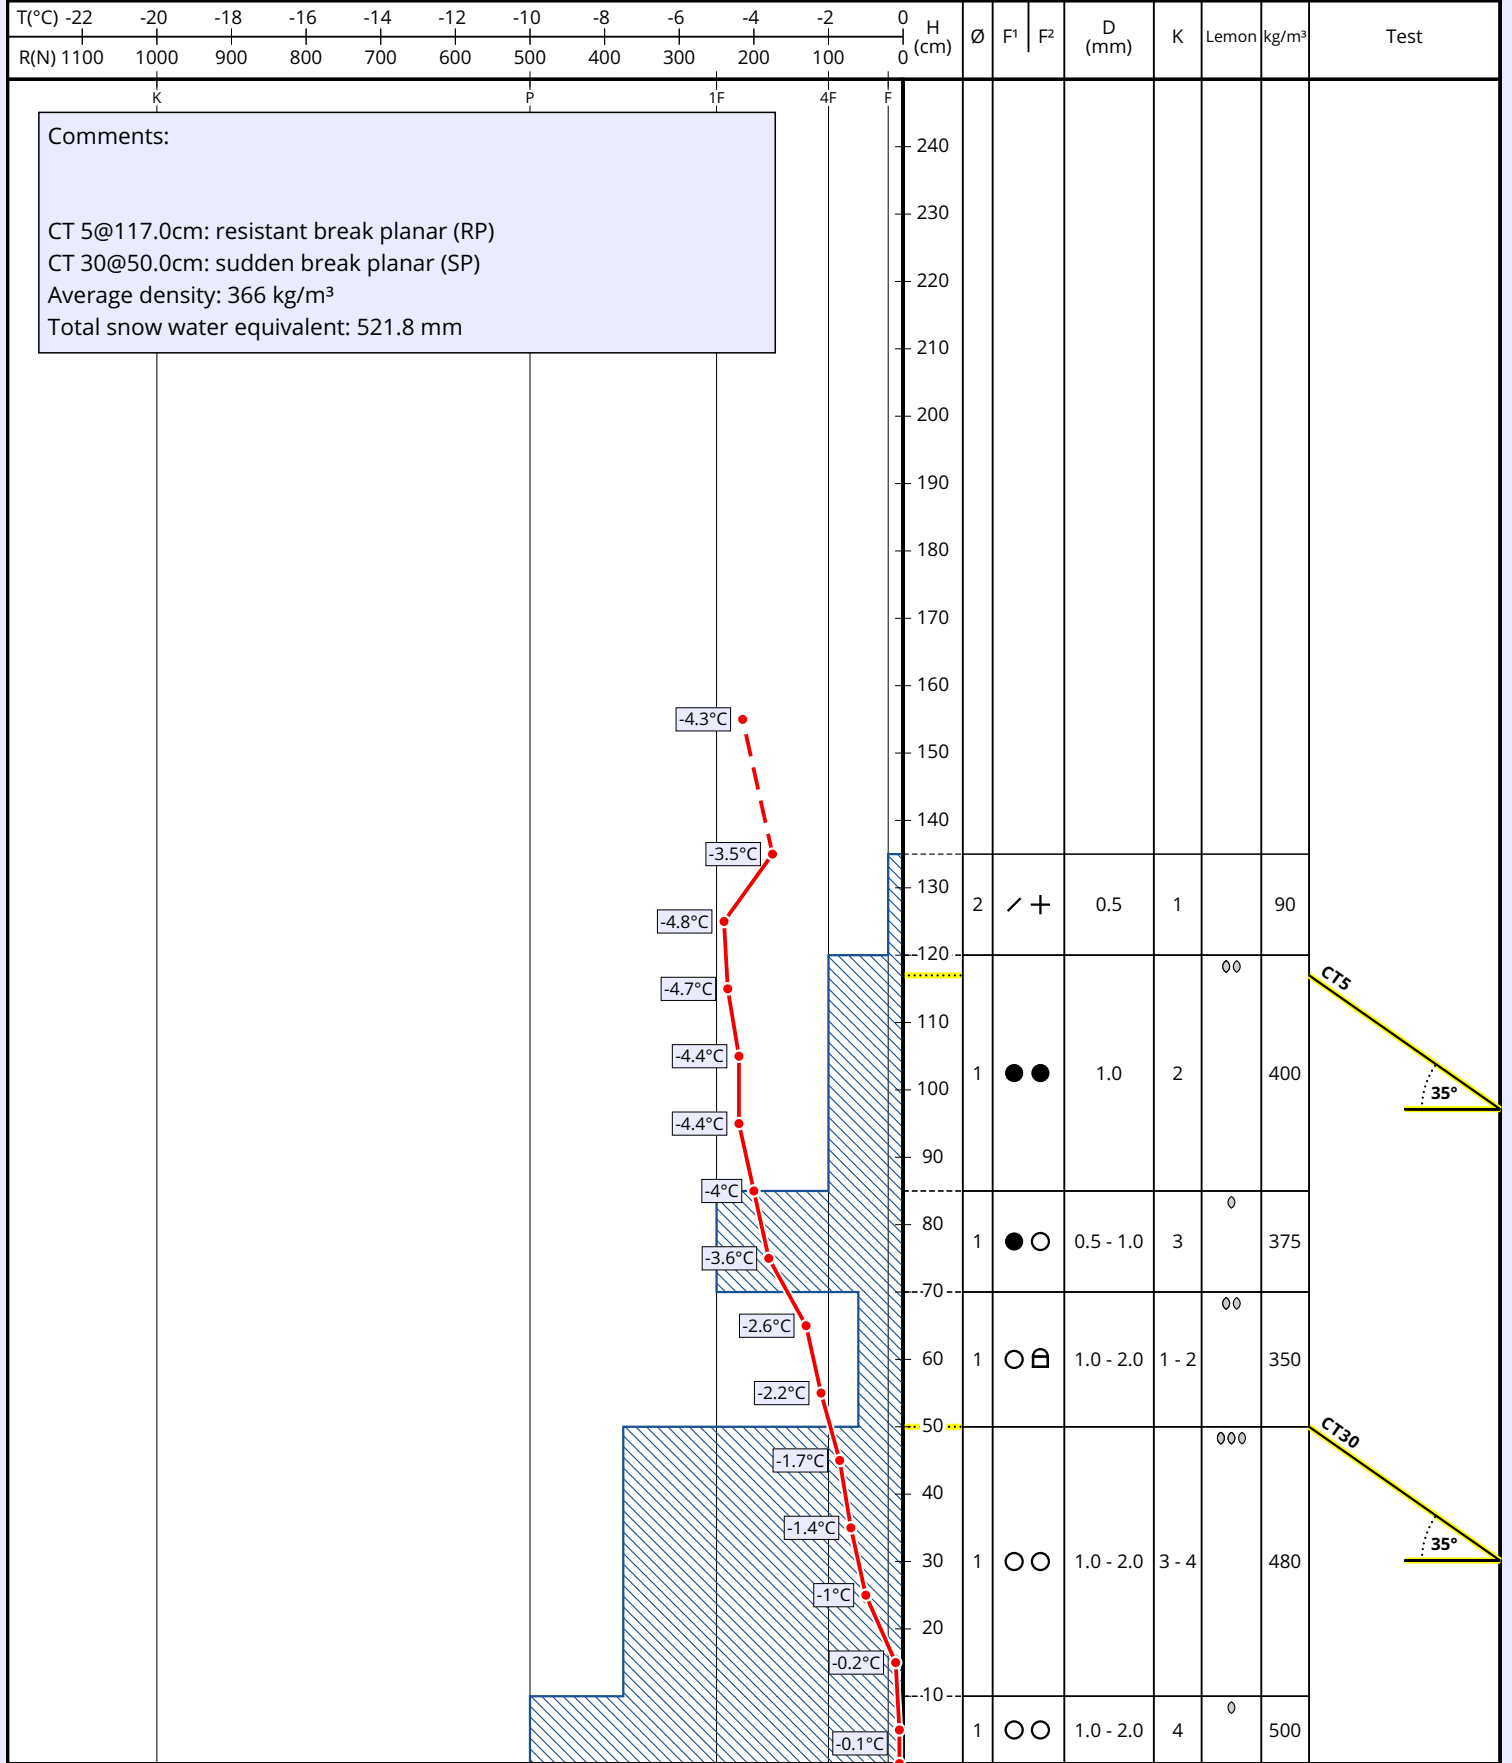 T(°C) -22 -20 -18 -16 -14 -12 -10 -8 -6 -4 -2 0
R(N) 1100 1000 900 800 700 600 500 400 300 200 100 0
H (cm) Ø F¹ F² D (mm) K Lemon kg/m³ Test
K P 1F 4F F
Comments:
CT 5@117.0cm: resistant break planar (RP)
CT 30@50.0cm: sudden break planar (SP)
Average density: 366 kg/m³
Total snow water equivalent: 521.8 mm
240
230
220
210
200
190
180
170
160
-4.3°C
150
140
-3.5°C
130
2 0.5 1 90
-4.8°C
120
CT5
-4.7°C
110
-4.4°C
100
1 1.0 2 400
35°
-4.4°C
90
-4°C
80
1 0.5 - 1.0 3 375
-3.6°C
70
-2.6°C
60
1 1.0 - 2.0 1 - 2 350
-2.2°C
50
CT30
-1.7°C
40
-1.4°C
35°
30
1 1.0 - 2.0 3 - 4 480
-1°C
20
-0.2°C
10
1 1.0 - 2.0 4 500
-0.1°C